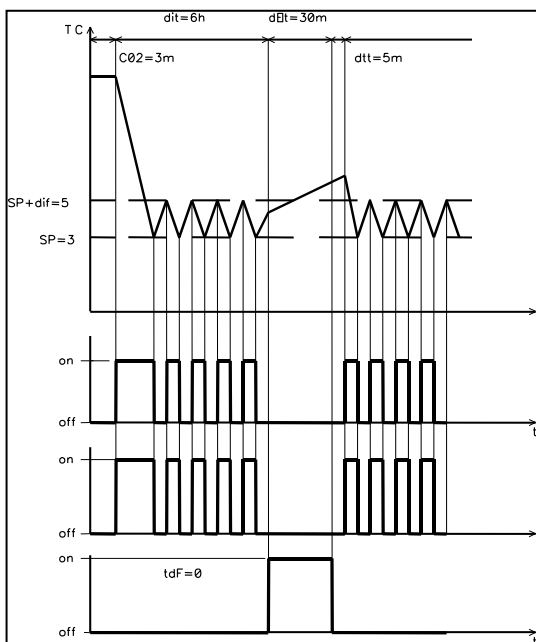 dit=6h dEt=30m
TC
C02=3m dtt=5m
SP+dif=5
SP=3
on
off t
on
off
on
tdF=0
off t